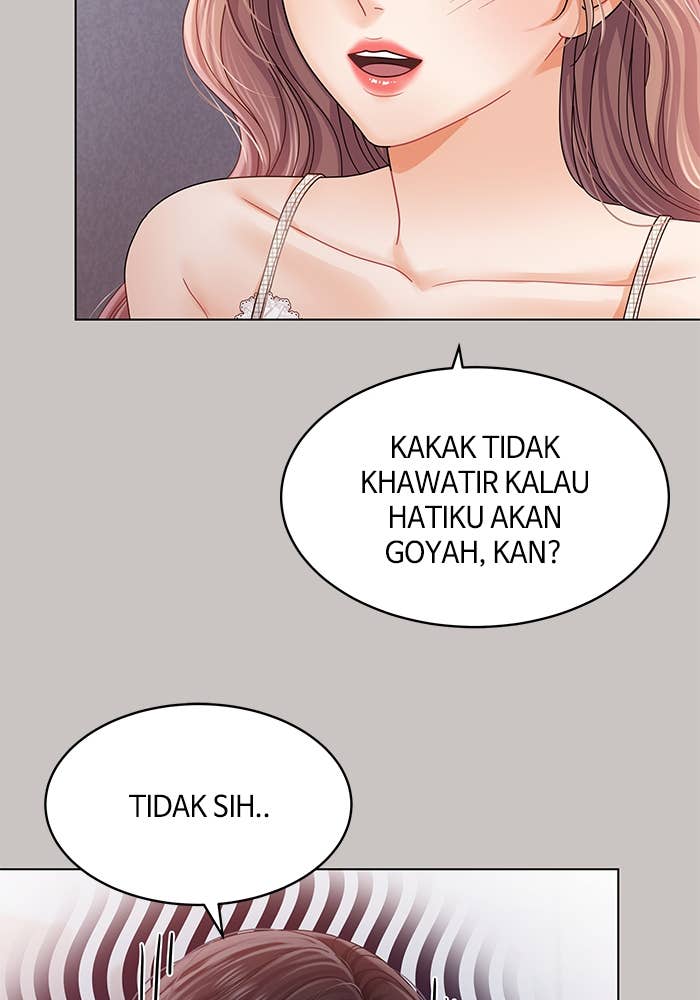 KAKAK TIDAK
KHAWATIR KALAU
HATIKU AKAN
GOYAH, KAN?
TIDAK SIH..